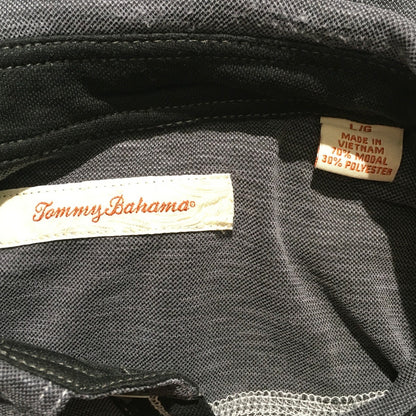 L/G
MADE IN
VIETNAM
70% MODAL
30% POLYESTER
Tommy Bahama®